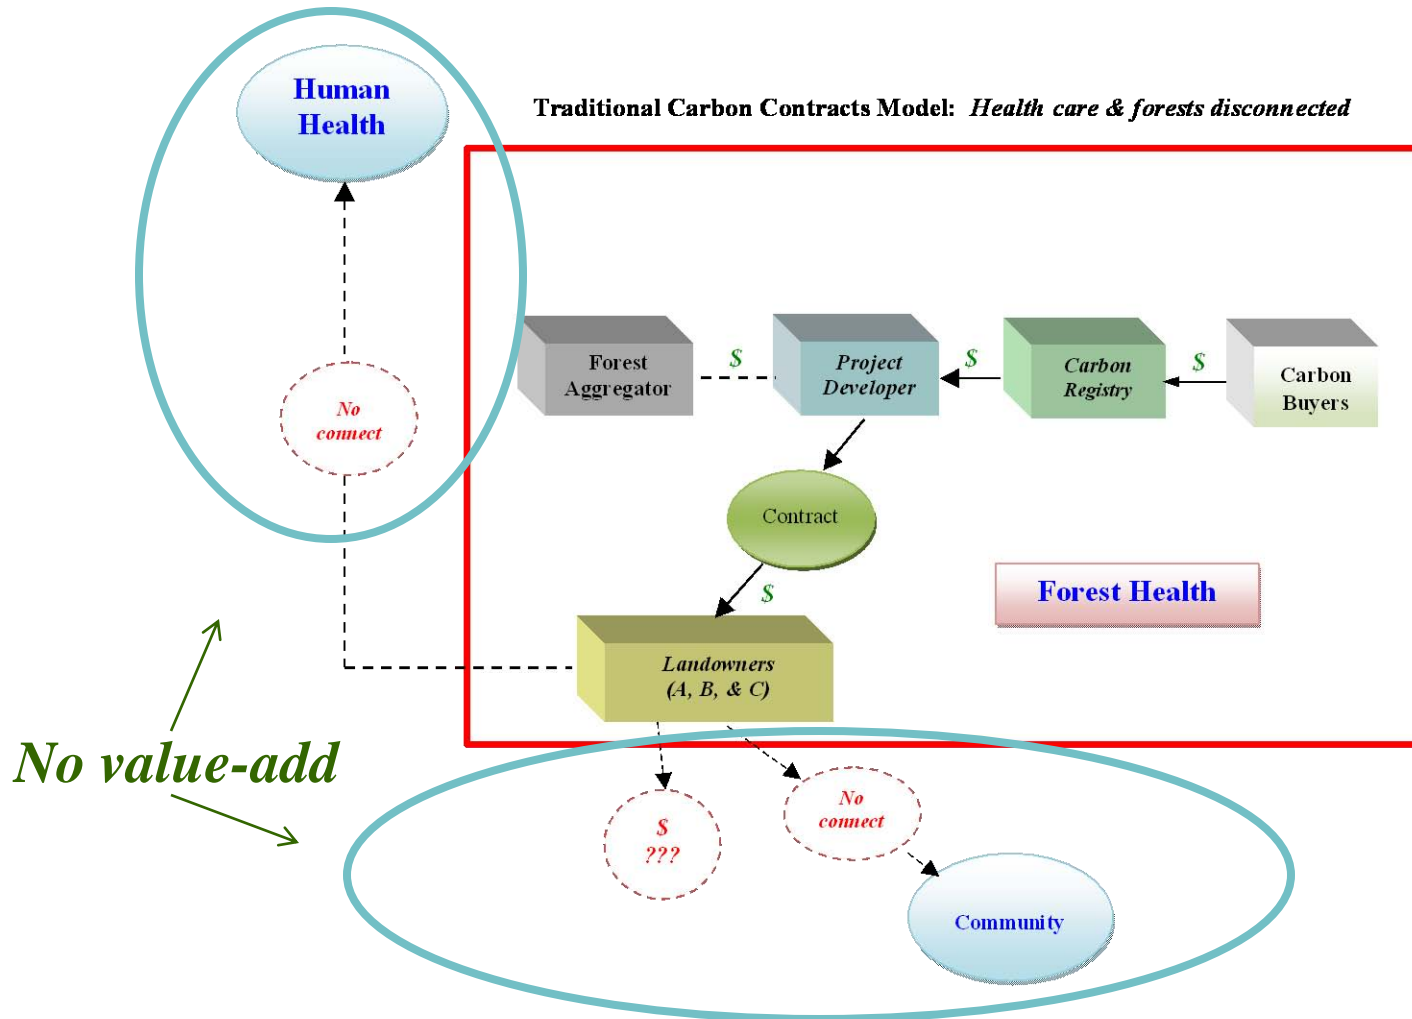 Human
Health
Traditional Carbon Contracts Model: Health care & forests disconnected
Forest
Aggregator
$
Project
Developer
$
Carbon
Registry
$
Carbon
Buyers
No
connect
Contract
$
Forest Health
Landowners
(A, B, & C)
No value-add
$
???
No
connect
Community